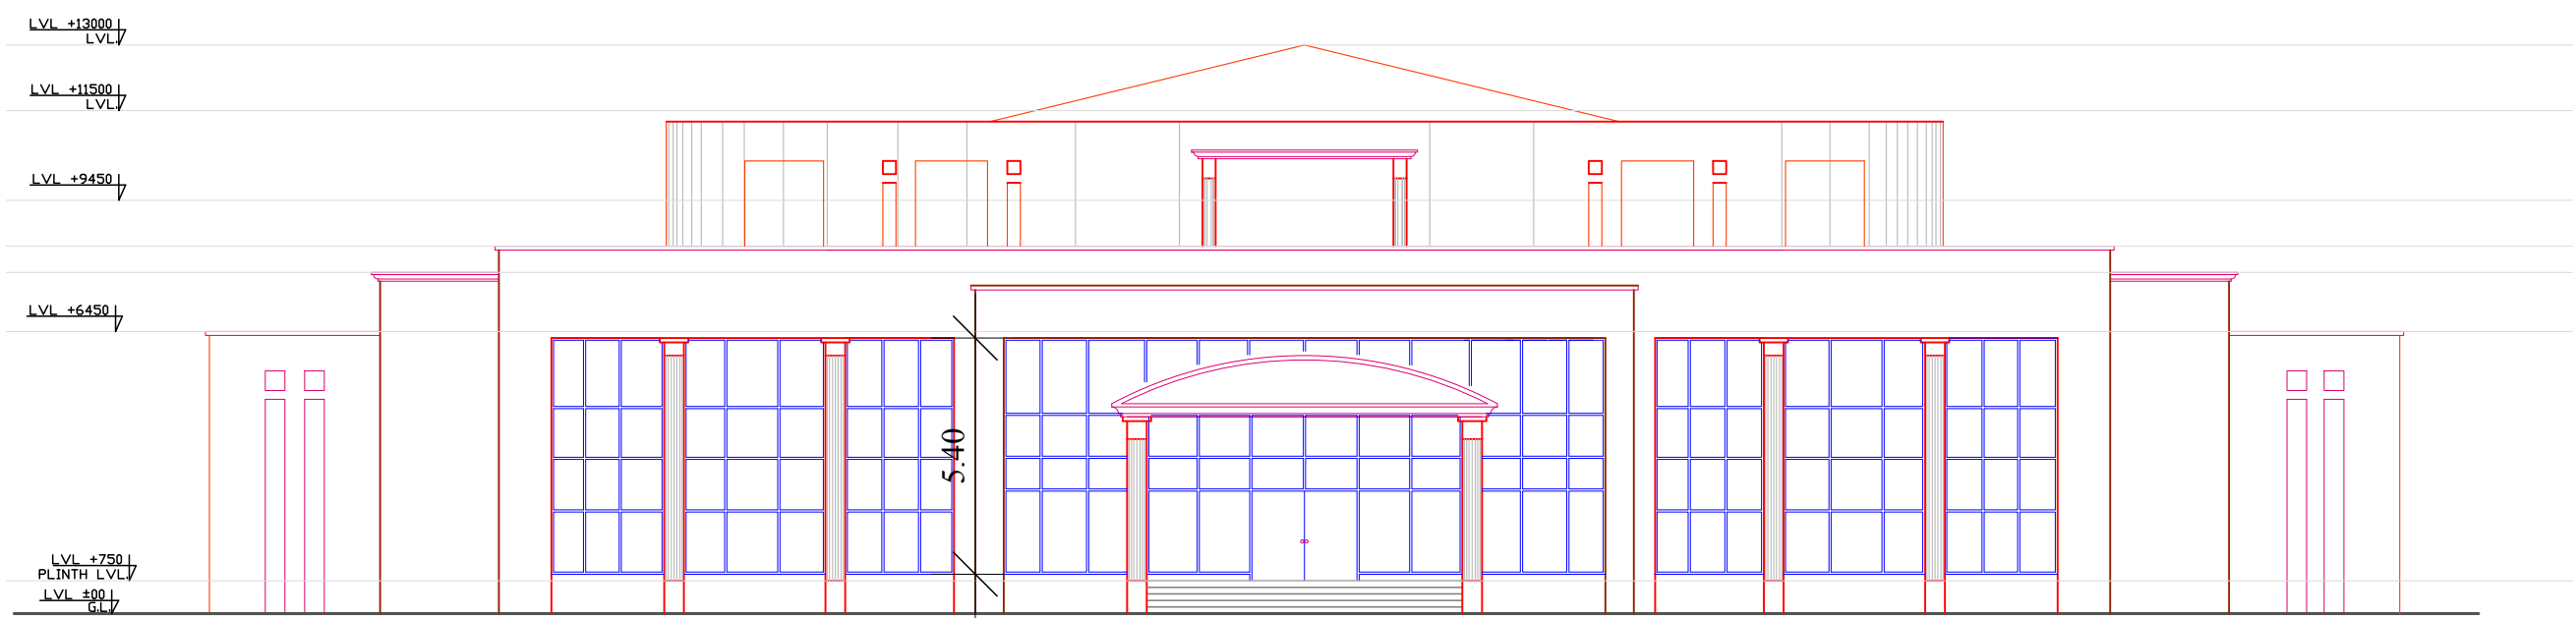 LVL +13000
LVL.
LVL +11500
LVL.
LVL +9450
LVL +6450
5.40
LVL +750
PLINTH LVL.
LVL ±00
G.L.